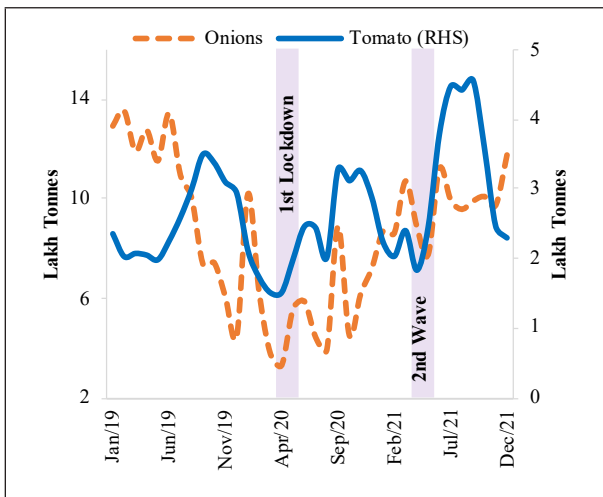 Onions Tomato (RHS)
Lakh Tonnes
14
10
6
2
1st Lockdown
2nd Wave
5
4
3
2
1
0
Lakh Tonnes
Jan/19
Jun/19
Nov/19
Apr/20
Sep/20
Feb/21
Jul/21
Dec/21